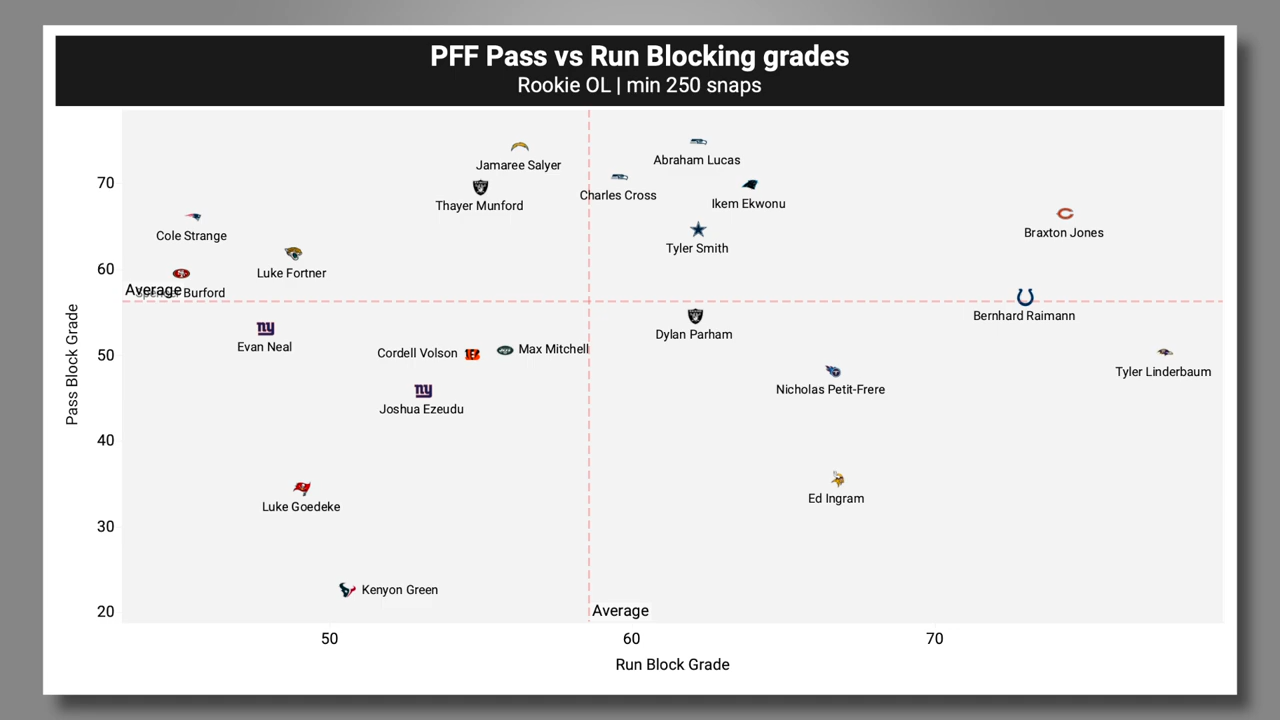 PFF Pass vs Run Blocking grades
Rookie OL | min 250 snaps
Jamaree Salyer
Abraham Lucas
70
Charles Cross
Thayer Munford
Ikem Ekwonu
Cole Strange
Braxton Jones
Tyler Smith
60
Luke Fortner
Average
Burford
Bernhard Raimann
Pass Block Grade
ny
Evan Neal
Dylan Parham
50
Cordell Volson
Max Mitchell
Tyler Linderbaum
Nicholas Petit-Frere
ny
Joshua Ezeudu
40
Ed Ingram
Luke Goedeke
30
Kenyon Green
20
Average
50
60
70
Run Block Grade